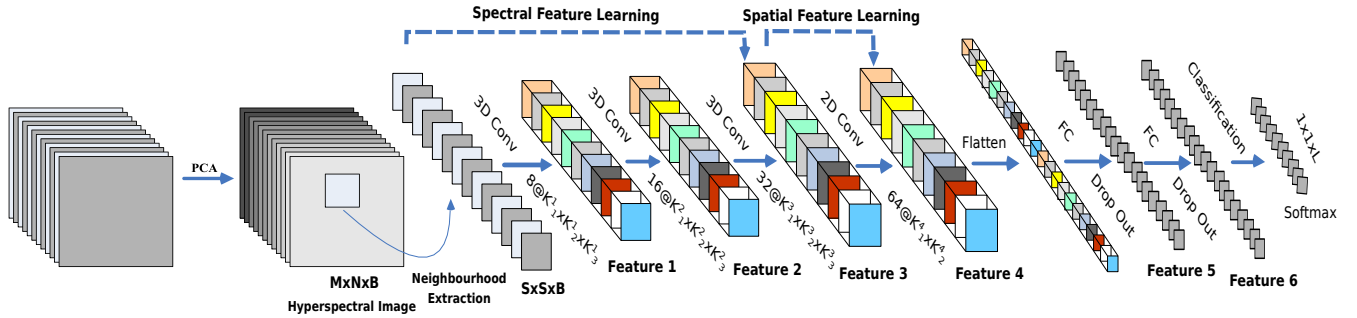 Spectral Feature Learning
Spatial Feature Learning
PCA
MxNxB
Hyperspectral Image
Neighbourhood
Extraction
SxSxB
3D Conv
8@K¹₁xK¹₂xK¹₃
Feature 1
3D Conv
16@K²₁xK²₂xK²₃
Feature 2
3D Conv
32@K³₁xK³₂xK³₃
Feature 3
2D Conv
64@K⁴₁xK⁴₂
Feature 4
Flatten
FC
Drop Out
Feature 5
FC
Drop Out
Feature 6
Classification
1x1xL
Softmax